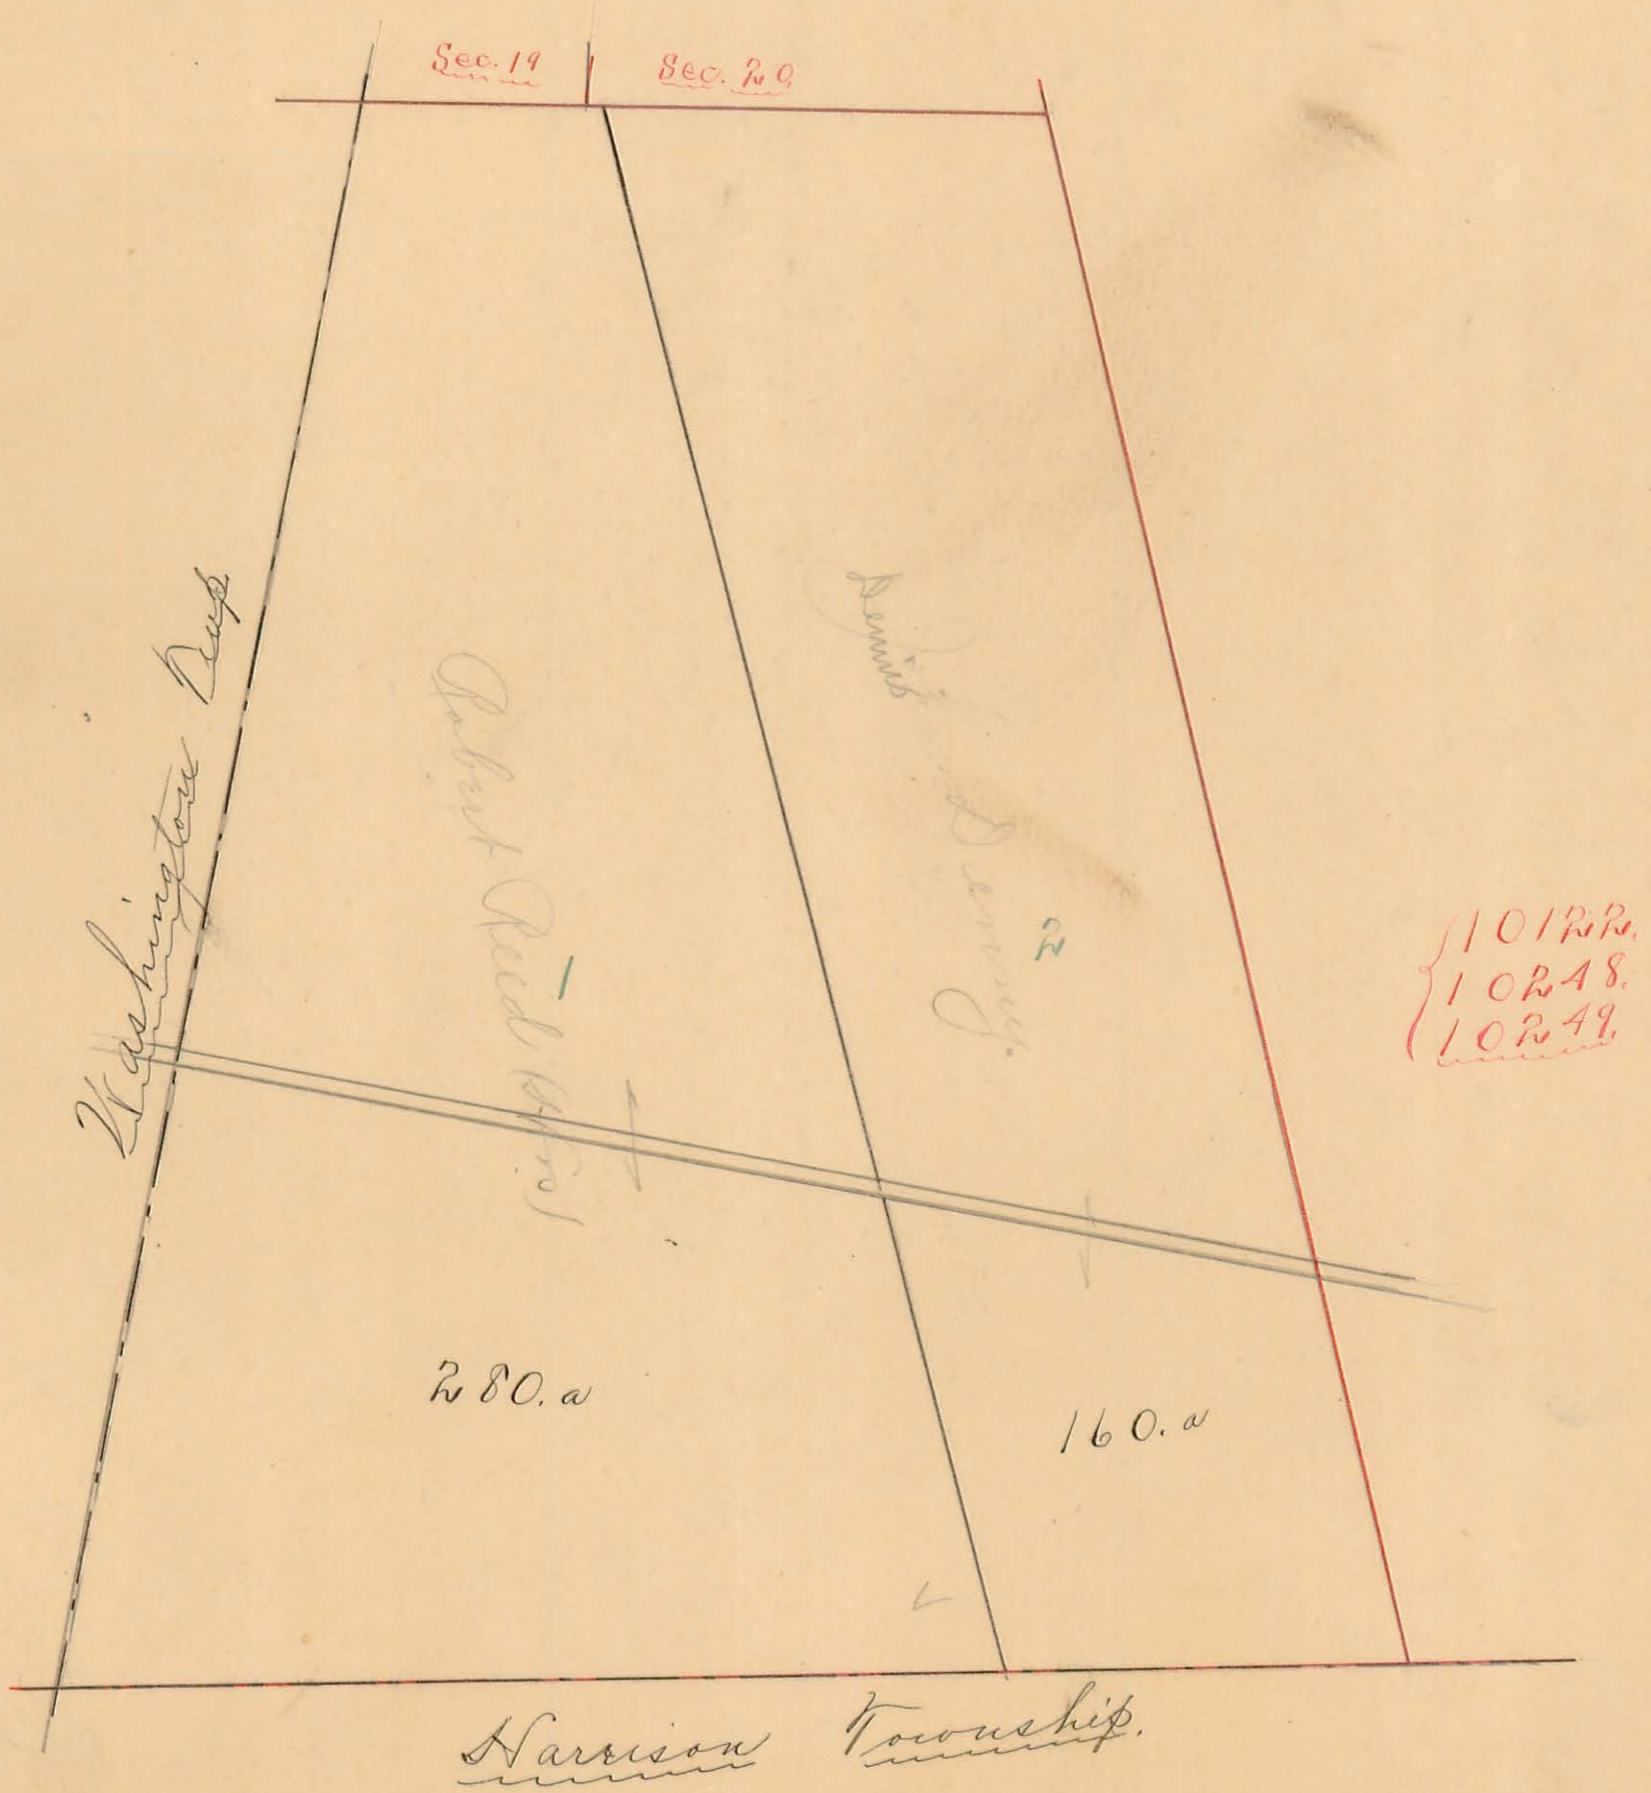 Sec. 19
Sec. 20.
Washington Twp.
Robert Reed (Hrs)
Dennis
Denny.
1
2
10122.
10248.
10249.
280. a
160. a
Harrison Township.